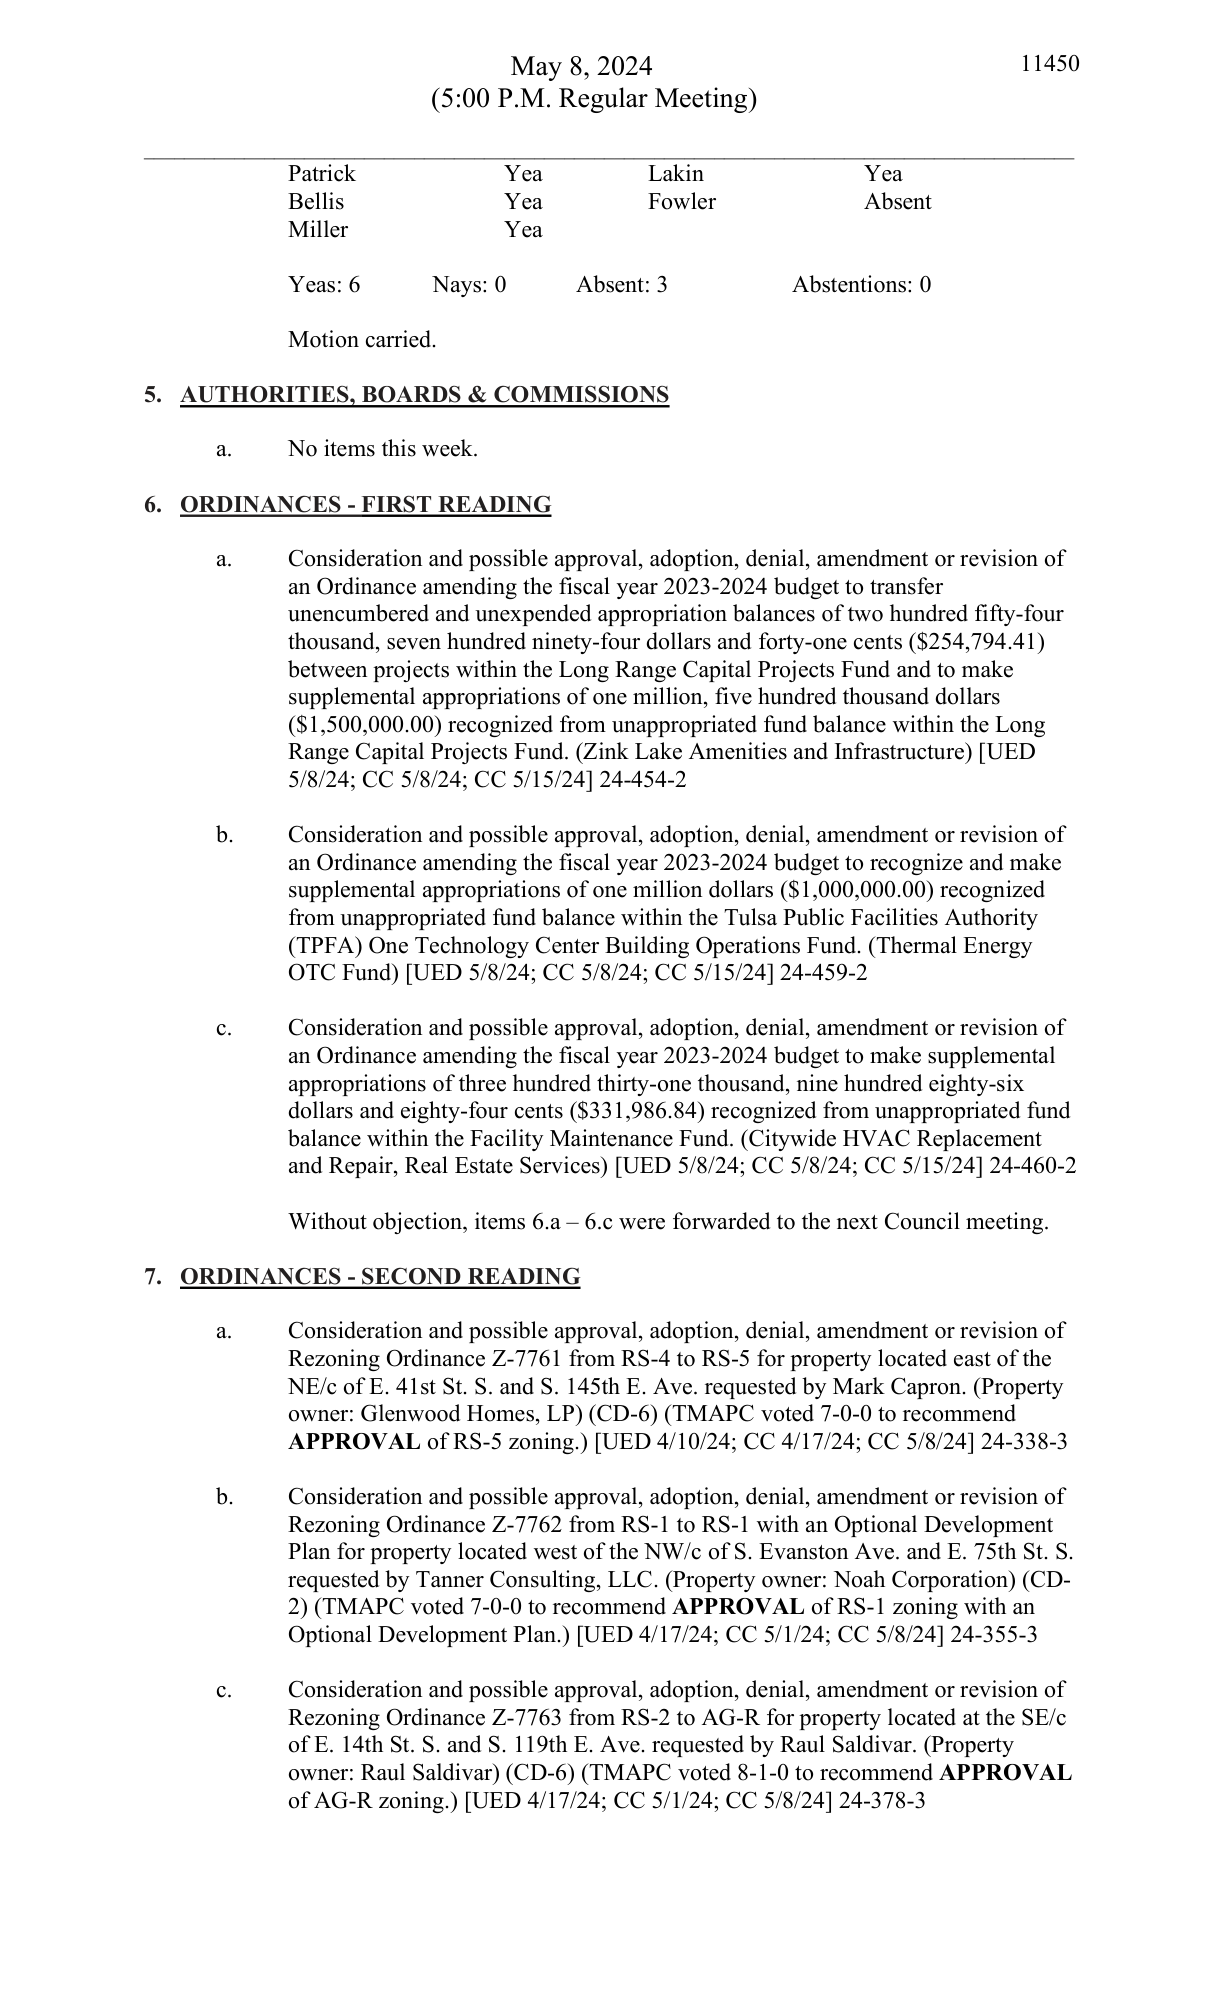 May 8, 2024
11450
(5:00 P.M. Regular Meeting)
Patrick Yea Lakin Yea
Bellis Yea Fowler Absent
Miller Yea
Yeas: 6 Nays: 0 Absent: 3 Abstentions: 0
Motion carried.
5. AUTHORITIES, BOARDS & COMMISSIONS
a. No items this week.
6. ORDINANCES - FIRST READING
a. Consideration and possible approval, adoption, denial, amendment or revision of
an Ordinance amending the fiscal year 2023-2024 budget to transfer
unencumbered and unexpended appropriation balances of two hundred fifty-four
thousand, seven hundred ninety-four dollars and forty-one cents ($254,794.41)
between projects within the Long Range Capital Projects Fund and to make
supplemental appropriations of one million, five hundred thousand dollars
($1,500,000.00) recognized from unappropriated fund balance within the Long
Range Capital Projects Fund. (Zink Lake Amenities and Infrastructure) [UED
5/8/24; CC 5/8/24; CC 5/15/24] 24-454-2
b. Consideration and possible approval, adoption, denial, amendment or revision of
an Ordinance amending the fiscal year 2023-2024 budget to recognize and make
supplemental appropriations of one million dollars ($1,000,000.00) recognized
from unappropriated fund balance within the Tulsa Public Facilities Authority
(TPFA) One Technology Center Building Operations Fund. (Thermal Energy
OTC Fund) [UED 5/8/24; CC 5/8/24; CC 5/15/24] 24-459-2
c. Consideration and possible approval, adoption, denial, amendment or revision of
an Ordinance amending the fiscal year 2023-2024 budget to make supplemental
appropriations of three hundred thirty-one thousand, nine hundred eighty-six
dollars and eighty-four cents ($331,986.84) recognized from unappropriated fund
balance within the Facility Maintenance Fund. (Citywide HVAC Replacement
and Repair, Real Estate Services) [UED 5/8/24; CC 5/8/24; CC 5/15/24] 24-460-2
Without objection, items 6.a – 6.c were forwarded to the next Council meeting.
7. ORDINANCES - SECOND READING
a. Consideration and possible approval, adoption, denial, amendment or revision of
Rezoning Ordinance Z-7761 from RS-4 to RS-5 for property located east of the
NE/c of E. 41st St. S. and S. 145th E. Ave. requested by Mark Capron. (Property
owner: Glenwood Homes, LP) (CD-6) (TMAPC voted 7-0-0 to recommend
APPROVAL of RS-5 zoning.) [UED 4/10/24; CC 4/17/24; CC 5/8/24] 24-338-3
b. Consideration and possible approval, adoption, denial, amendment or revision of
Rezoning Ordinance Z-7762 from RS-1 to RS-1 with an Optional Development
Plan for property located west of the NW/c of S. Evanston Ave. and E. 75th St. S.
requested by Tanner Consulting, LLC. (Property owner: Noah Corporation) (CD-
2) (TMAPC voted 7-0-0 to recommend APPROVAL of RS-1 zoning with an
Optional Development Plan.) [UED 4/17/24; CC 5/1/24; CC 5/8/24] 24-355-3
c. Consideration and possible approval, adoption, denial, amendment or revision of
Rezoning Ordinance Z-7763 from RS-2 to AG-R for property located at the SE/c
of E. 14th St. S. and S. 119th E. Ave. requested by Raul Saldivar. (Property
owner: Raul Saldivar) (CD-6) (TMAPC voted 8-1-0 to recommend APPROVAL
of AG-R zoning.) [UED 4/17/24; CC 5/1/24; CC 5/8/24] 24-378-3